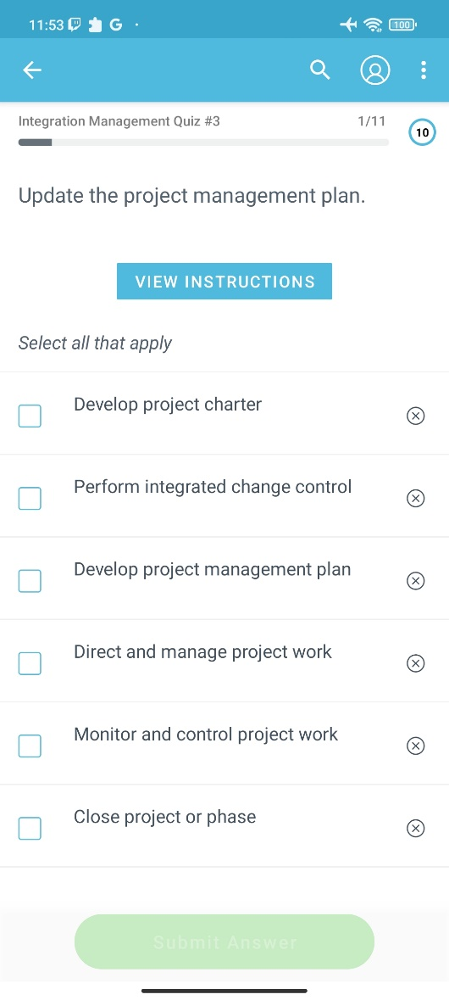 11:53
100
Integration Management Quiz #3
1/11
10
Update the project management plan.
VIEW INSTRUCTIONS
Select all that apply
Develop project charter
Perform integrated change control
Develop project management plan
Direct and manage project work
Monitor and control project work
Close project or phase
Submit Answer